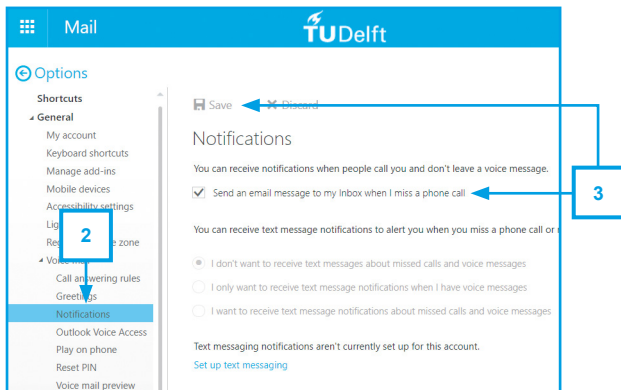 Mail
TU Delft
Options
Shortcuts
General
My account
Keyboard shortcuts
Manage add-ins
Mobile devices
Accessibility settings
2
zone
Call answering rules
Greetings
Notifications
Outlook Voice Access
Play on phone
Reset PIN
Voice mail preview
Save
Discard
Notifications
You can receive notifications when people call you and don't leave a voice message.
Send an email message to my Inbox when I miss a phone call
3
You can receive text message notifications to alert you when you miss a phone call or
I don't want to receive text messages about missed calls and voice messages
I only want to receive text message notifications when I have voice messages
I want to receive text message notifications about missed calls and voice messages
Text messaging notifications aren't currently set up for this account.
Set up text messaging